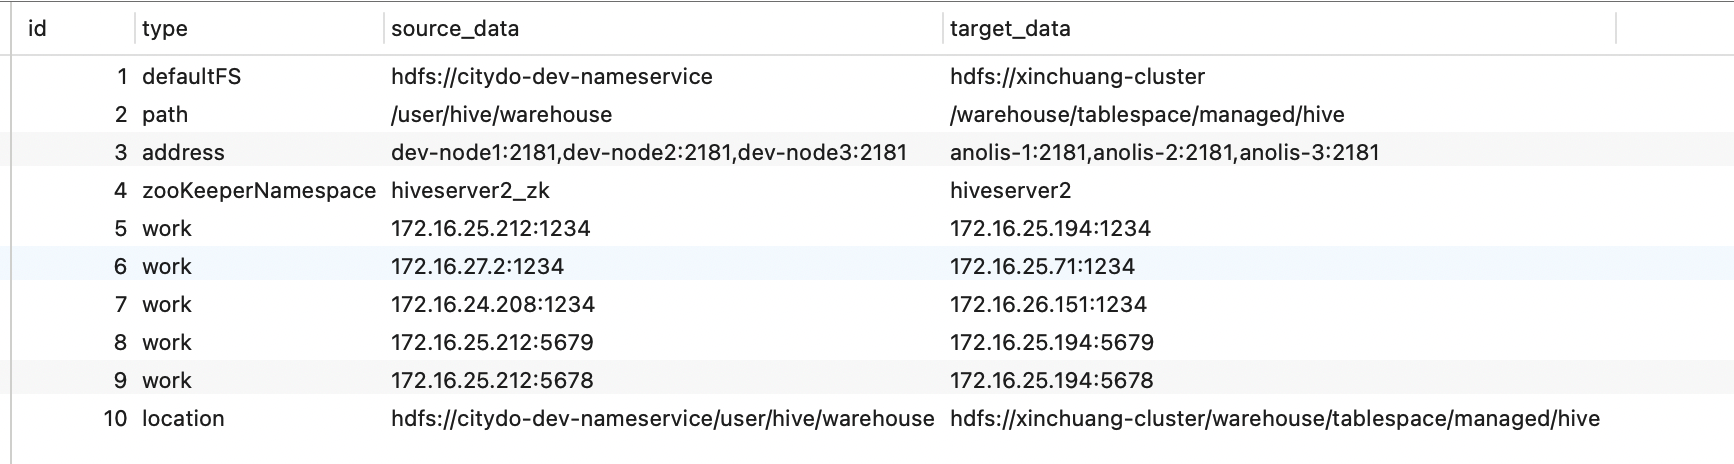 id type source_data target_data
1 defaultFS hdfs://citydo-dev-nameservice hdfs://xinchuang-cluster
2 path /user/hive/warehouse /warehouse/tablespace/managed/hive
3 address dev-node1:2181,dev-node2:2181,dev-node3:2181 anolis-1:2181,anolis-2:2181,anolis-3:2181
4 zooKeeperNamespace hiveserver2_zk hiveserver2
5 work 172.16.25.212:1234 172.16.25.194:1234
6 work 172.16.27.2:1234 172.16.25.71:1234
7 work 172.16.24.208:1234 172.16.26.151:1234
8 work 172.16.25.212:5679 172.16.25.194:5679
9 work 172.16.25.212:5678 172.16.25.194:5678
10 location hdfs://citydo-dev-nameservice/user/hive/warehouse hdfs://xinchuang-cluster/warehouse/tablespace/managed/hive